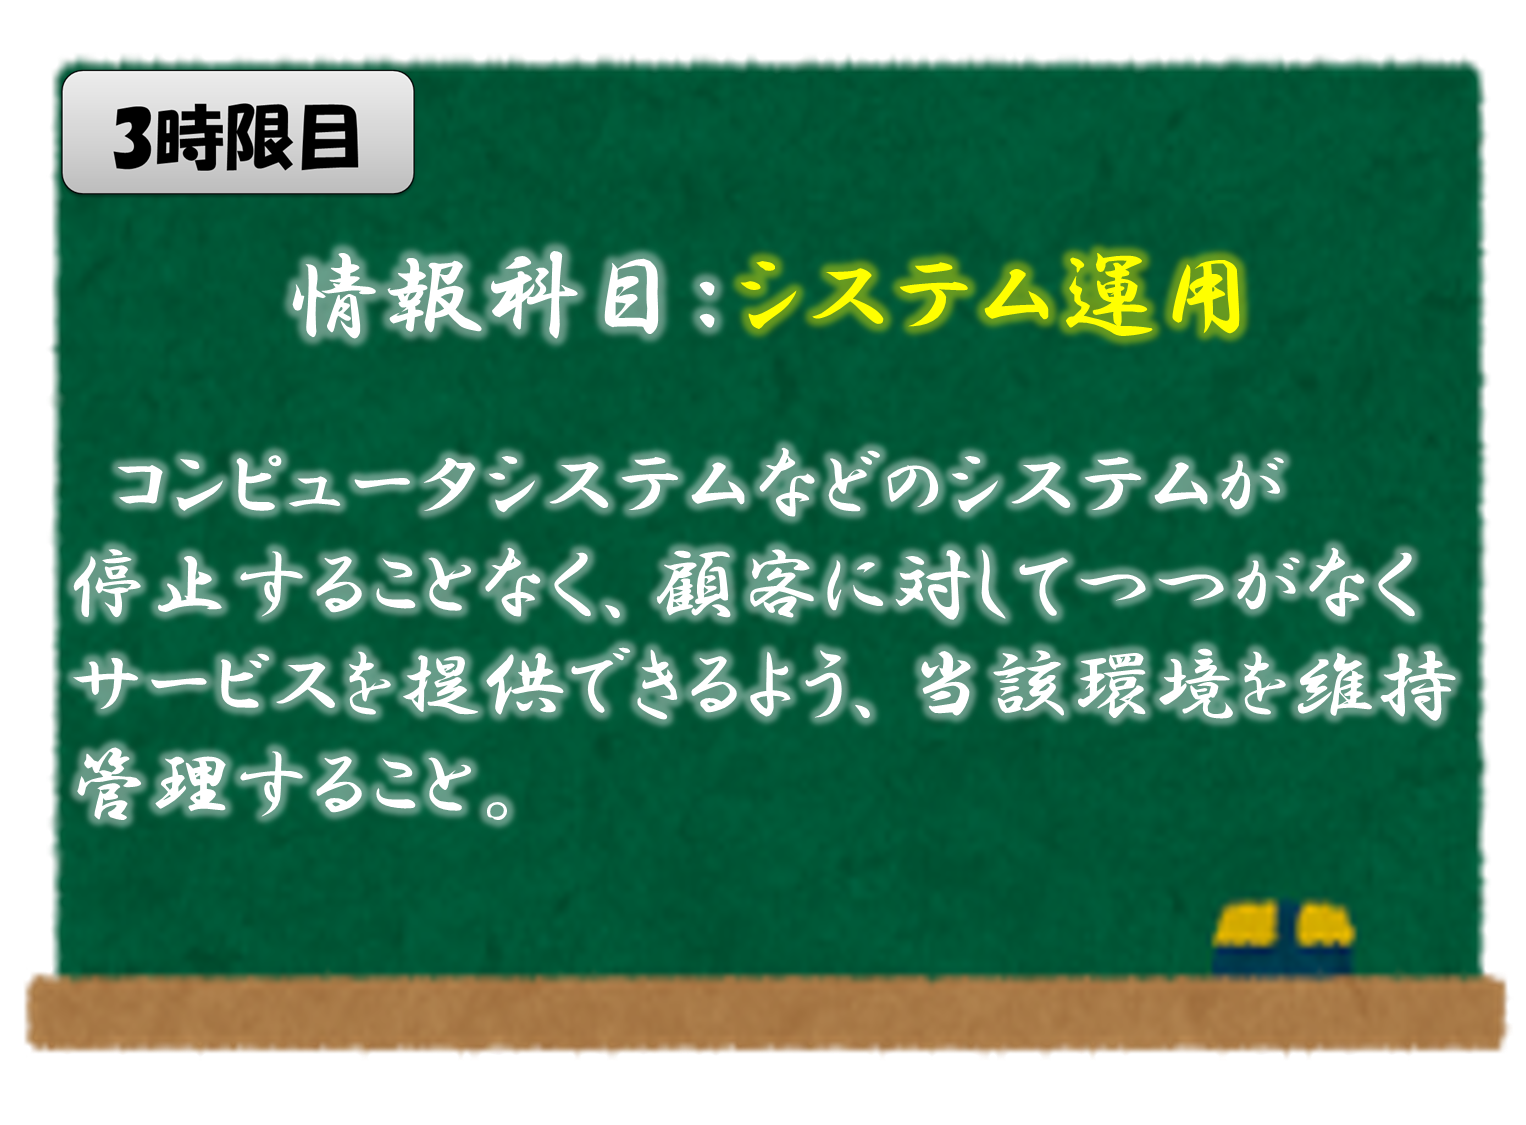 3時限目
情報科目:システム運用
コンピュータシステムなどのシステムが
停止することなく、顧客に対してつつがなく
サービスを提供できるよう、当該環境を維持
管理すること。